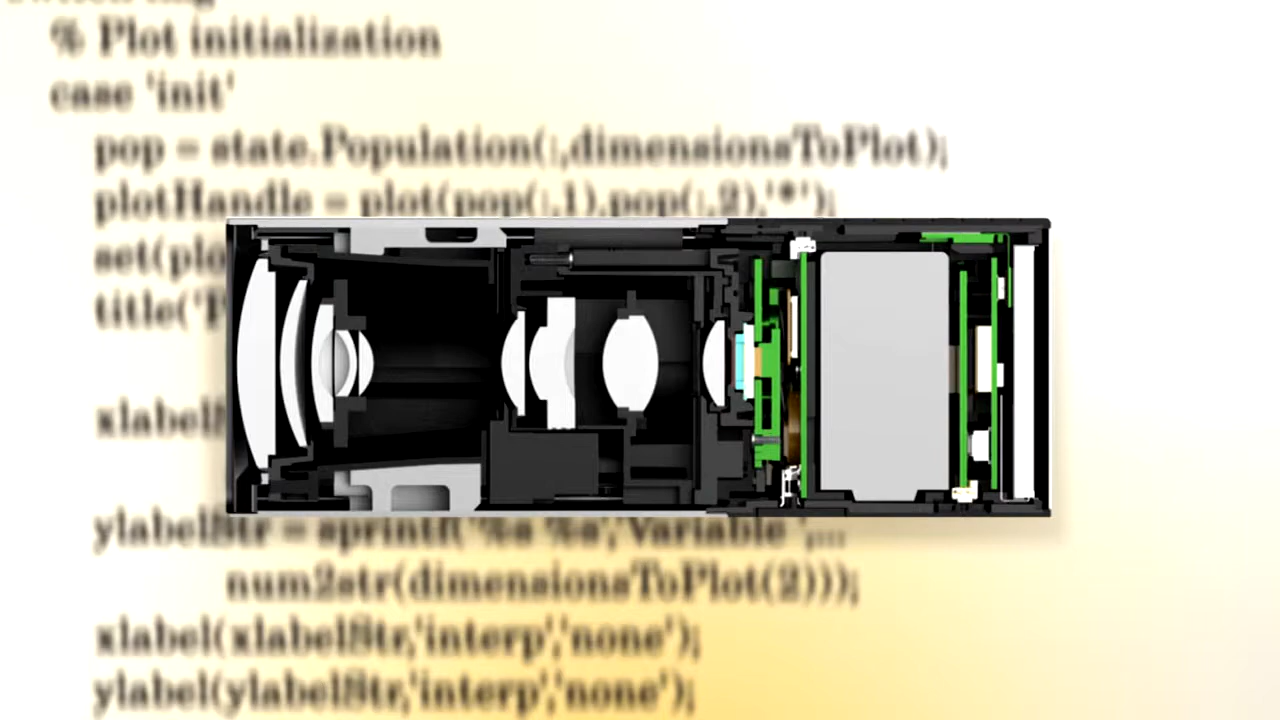 % Plot initialization
case 'init'
pop = state.Population(:,dimensionsToPlot);
plotHandle = plot(pop(:,1),pop(:,2),'*');
ylabelStr = sprintf('%s %s','Variable ',...
num2str(dimensionsToPlot(2)));
xlabel(xlabelStr,'interp','none');
ylabel(ylabelStr,'interp','none');